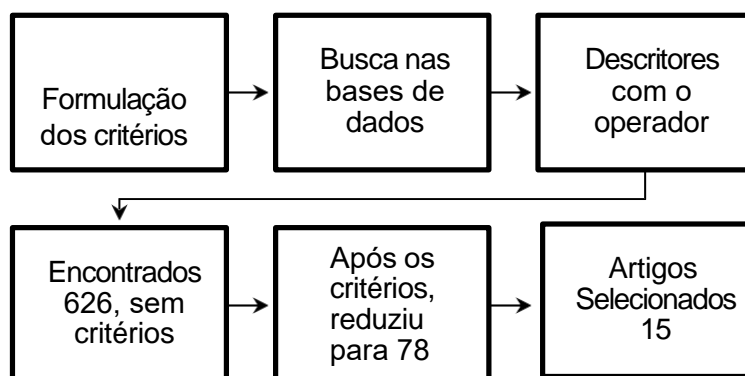 Formulação
dos critérios
Busca nas
bases de
dados
Descritores
com o
operador
Encontrados
626, sem
critérios
Após os
critérios,
reduziu
para 78
Artigos
Selecionados
15